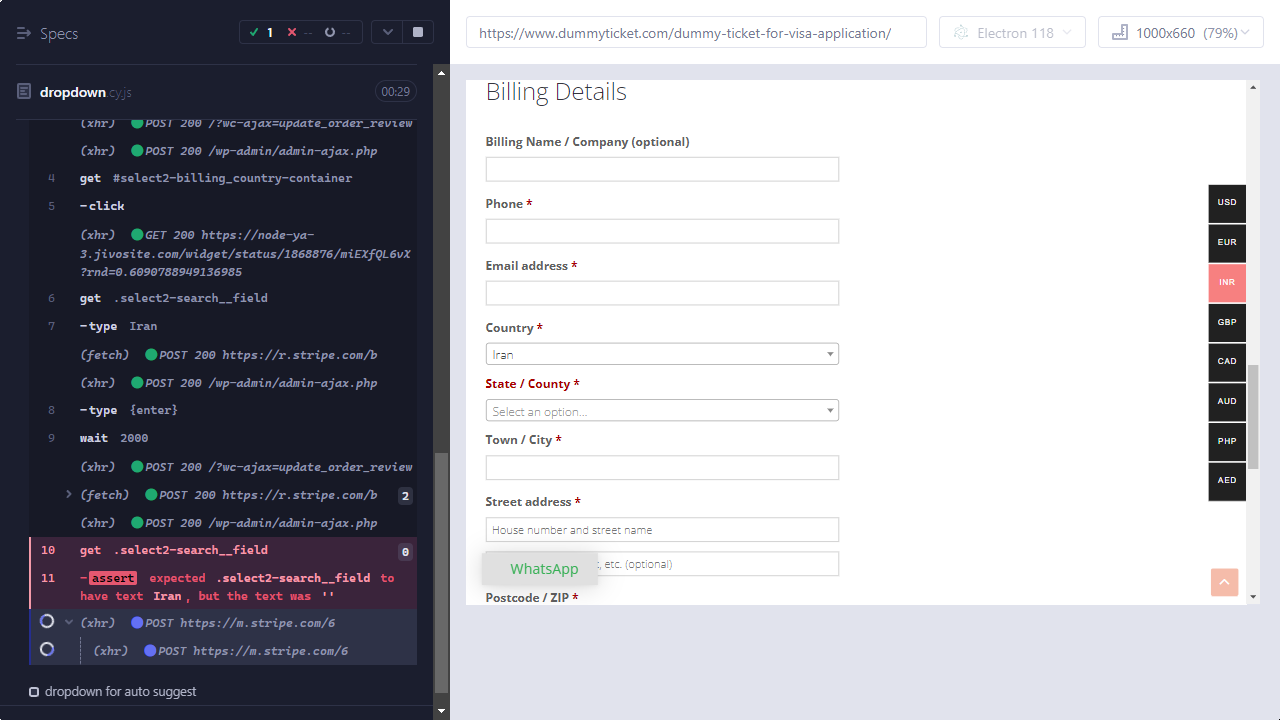 Specs
1
--
--
dropdown.cy.js
00:29
(xhr) POST 200 /?wc-ajax=update_order_review
(xhr) POST 200 /wp-admin/admin-ajax.php
4 get #select2-billing_country-container
5 -click
(xhr) GET 200 https://node-ya-
3.jivosite.com/widget/status/1868876/miEXfQL6vX
?rnd=0.6090788949136985
6 get .select2-search__field
7 -type Iran
(fetch) POST 200 https://r.stripe.com/b
(xhr) POST 200 /wp-admin/admin-ajax.php
8 -type {enter}
9 wait 2000
(xhr) POST 200 /?wc-ajax=update_order_review
(fetch) POST 200 https://r.stripe.com/b 2
(xhr) POST 200 /wp-admin/admin-ajax.php
10 get .select2-search__field 0
11 -assert expected .select2-search__field to
have text Iran, but the text was ''
(xhr) POST https://m.stripe.com/6
(xhr) POST https://m.stripe.com/6
dropdown for auto suggest
https://www.dummyticket.com/dummy-ticket-for-visa-application/
Electron 118
1000x660 (79%)
Billing Details
Billing Name / Company (optional)
Phone *
Email address *
Country *
Iran
State / County *
Select an option...
Town / City *
Street address *
House number and street name
, etc. (optional)
WhatsApp
Postcode / ZIP *
USD
EUR
INR
GBP
CAD
AUD
PHP
AED